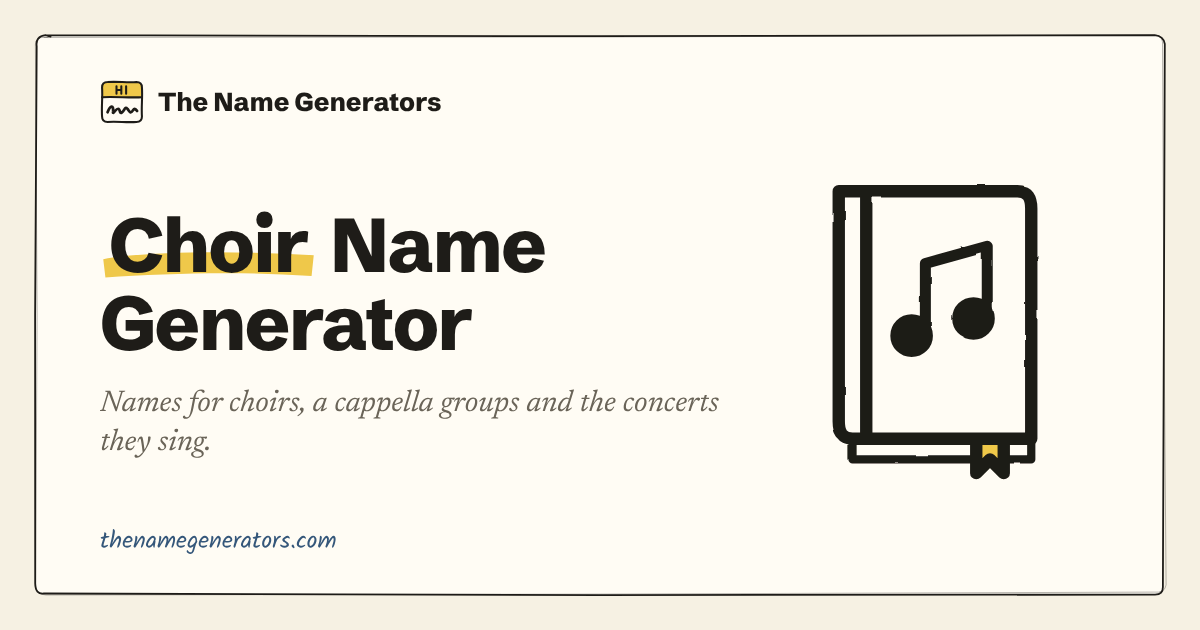 HI
The Name Generators
Choir Name
Generator
Names for choirs, a cappella groups and the concerts
they sing.
thenamegenerators.com